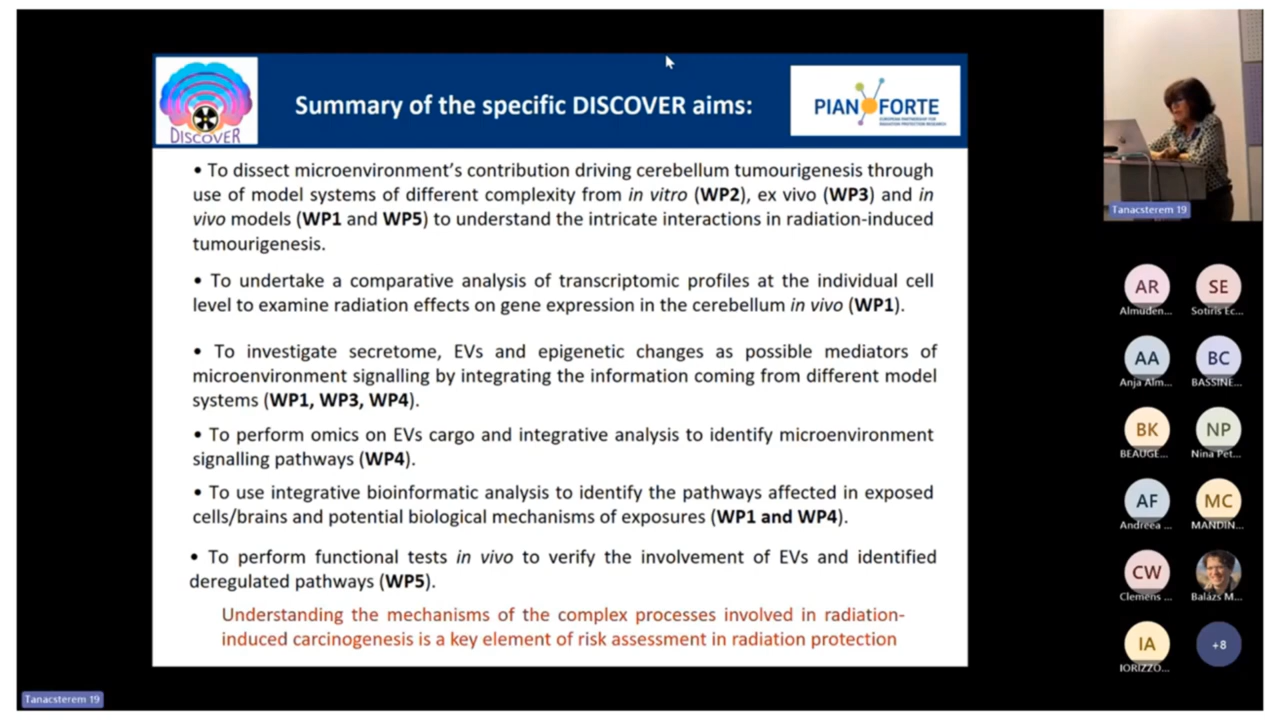 DISCOVER
Summary of the specific DISCOVER aims:
PIANOFORTE
EUROPEAN PARTNERSHIP FOR
RADIATION PROTECTION RESEARCH
• To dissect microenvironment's contribution driving cerebellum tumourigenesis through
use of model systems of different complexity from in vitro (WP2), ex vivo (WP3) and in
vivo models (WP1 and WP5) to understand the intricate interactions in radiation-induced
tumourigenesis.
• To undertake a comparative analysis of transcriptomic profiles at the individual cell
level to examine radiation effects on gene expression in the cerebellum in vivo (WP1).
• To investigate secretome, EVs and epigenetic changes as possible mediators of
microenvironment signalling by integrating the information coming from different model
systems (WP1, WP3, WP4).
• To perform omics on EVs cargo and integrative analysis to identify microenvironment
signalling pathways (WP4).
• To use integrative bioinformatic analysis to identify the pathways affected in exposed
cells/brains and potential biological mechanisms of exposures (WP1 and WP4).
• To perform functional tests in vivo to verify the involvement of EVs and identified
deregulated pathways (WP5).
Understanding the mechanisms of the complex processes involved in radiation-
induced carcinogenesis is a key element of risk assessment in radiation protection
Tanacsterem 19
Tanacsterem 19
AR SE
Almuden... Sotiris Ec...
AA BC
Anja Alm... BASSINE...
BK NP
BEAUGE... Nina Pet...
AF MC
Andreea ... MANDIN...
CW
Clemens ... Balázs M...
IA +8
IORIZZO...